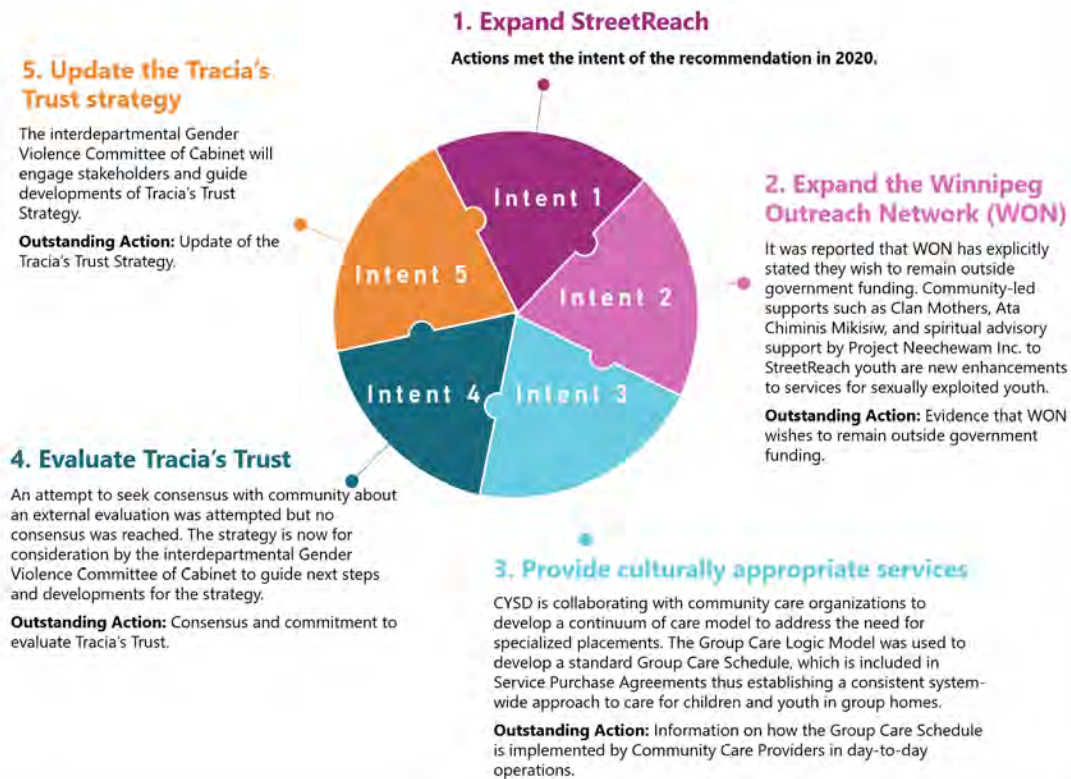 1. Expand StreetReach
Actions met the intent of the recommendation in 2020.
5. Update the Tracia's
Trust strategy
The interdepartmental Gender
Violence Committee of Cabinet will
engage stakeholders and guide
developments of Tracia's Trust
Strategy.
Outstanding Action: Update of the
Tracia's Trust Strategy.
Intent 1
Intent 2
Intent 3
Intent 4
Intent 5
2. Expand the Winnipeg
Outreach Network (WON)
It was reported that WON has explicitly
stated they wish to remain outside
government funding. Community-led
supports such as Clan Mothers, Ata
Chiminis Mikisiw, and spiritual advisory
support by Project Neechewam Inc. to
StreetReach youth are new enhancements
to services for sexually exploited youth.
Outstanding Action: Evidence that WON
wishes to remain outside government
funding.
4. Evaluate Tracia's Trust
An attempt to seek consensus with community about
an external evaluation was attempted but no
consensus was reached. The strategy is now for
consideration by the interdepartmental Gender
Violence Committee of Cabinet to guide next steps
and developments for the strategy.
Outstanding Action: Consensus and commitment to
evaluate Tracia's Trust.
3. Provide culturally appropriate services
CYSD is collaborating with community care organizations to
develop a continuum of care model to address the need for
specialized placements. The Group Care Logic Model was used to
develop a standard Group Care Schedule, which is included in
Service Purchase Agreements thus establishing a consistent system-
wide approach to care for children and youth in group homes.
Outstanding Action: Information on how the Group Care Schedule
is implemented by Community Care Providers in day-to-day
operations.